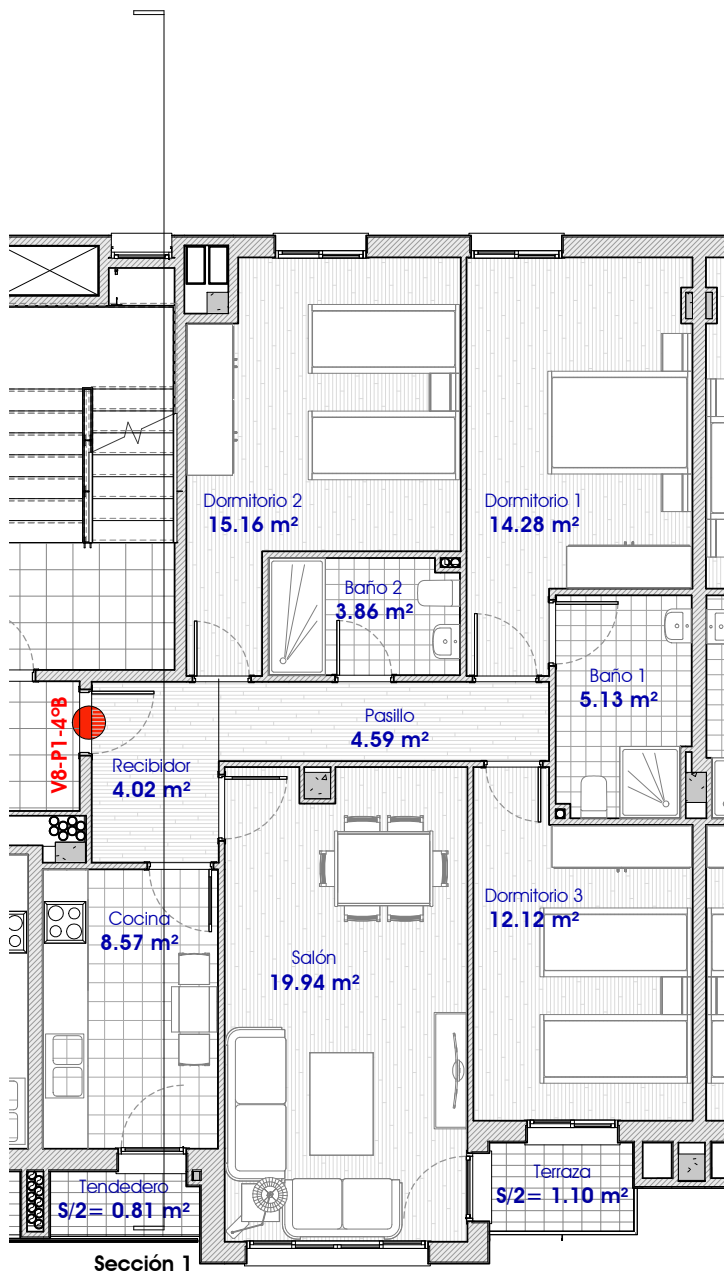 Dormitorio 2
15.16 m²
Dormitorio 1
14.28 m²
Baño 2
3.86 m²
Baño 1
5.13 m²
V8-P1-4ºB
Pasillo
4.59 m²
Recibidor
4.02 m²
Dormitorio 3
12.12 m²
Cocina
8.57 m²
Salón
19.94 m²
Tendedero
S/2= 0.81 m²
Terraza
S/2= 1.10 m²
Sección 1